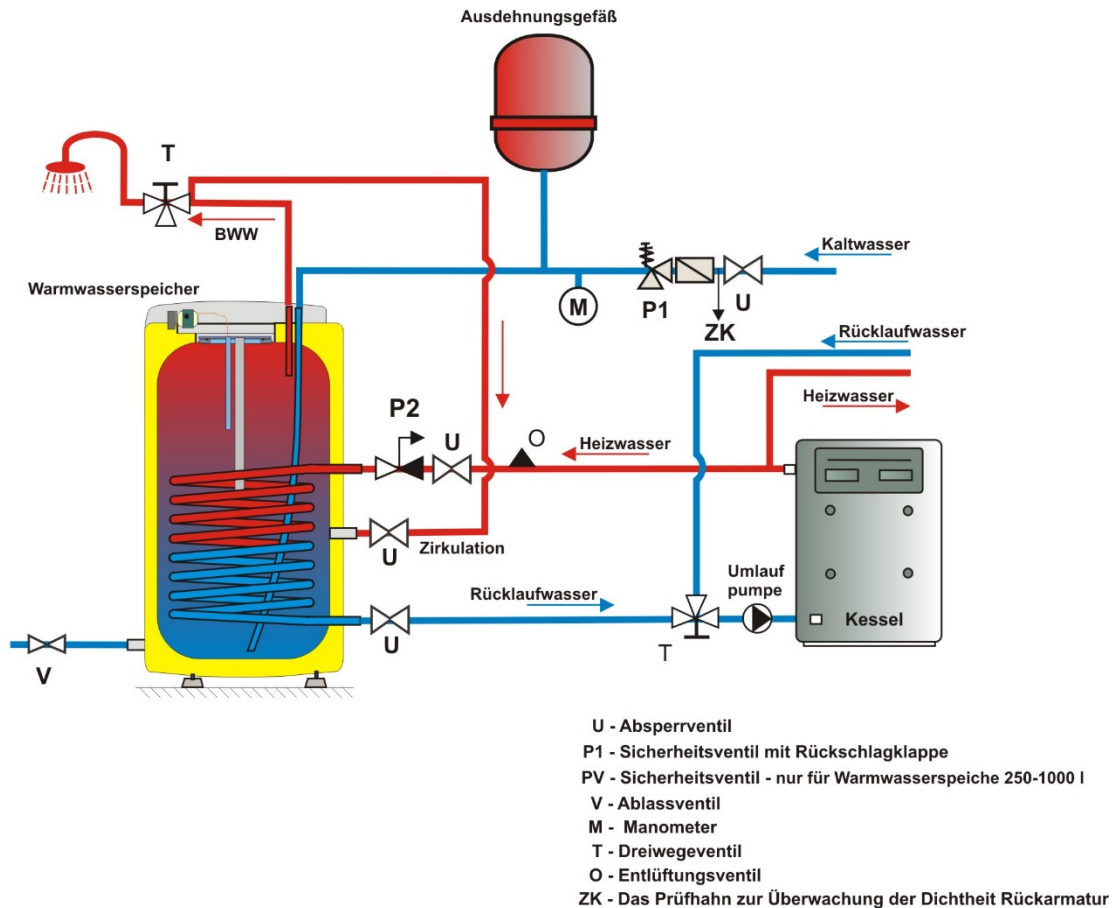 Ausdehnungsgefäß
T
BWW
Kaltwasser
M
P1
U
ZK
Warmwasserspeicher
Rücklaufwasser
Heizwasser
P2
U
O
Heizwasser
U
Zirkulation
Rücklaufwasser
Umlauf
pumpe
Kessel
V
U
T
U - Absperrventil
P1 - Sicherheitsventil mit Rückschlagklappe
PV - Sicherheitsventil - nur für Warmwasserspeiche 250-1000 l
V - Ablassventil
M - Manometer
T - Dreiwegeventil
O - Entlüftungsventil
ZK - Das Prüfhahn zur Überwachung der Dichtheit Rückarmatur